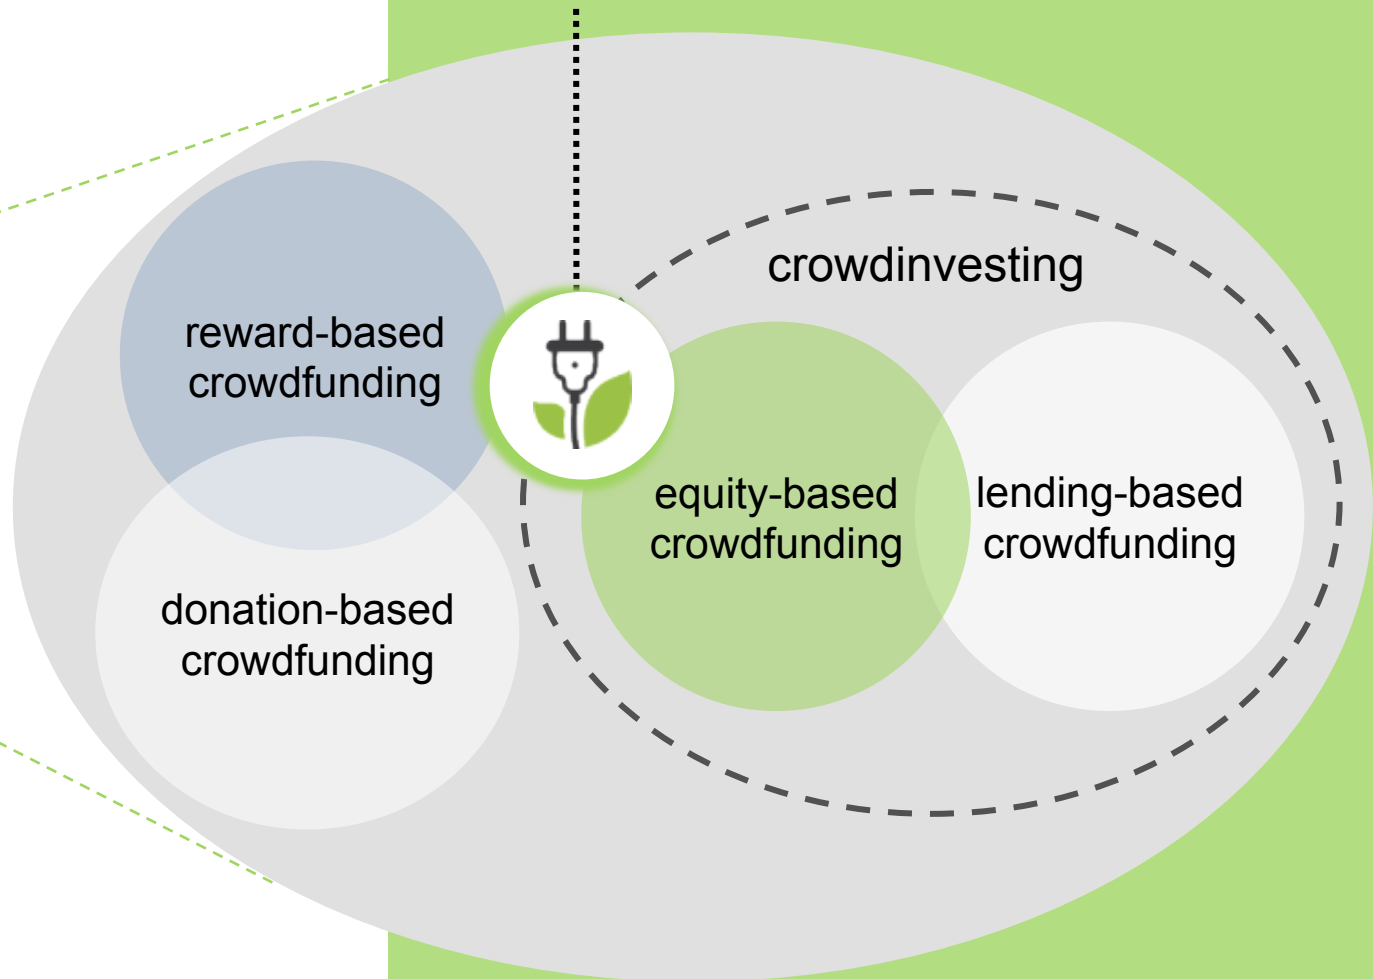 crowdinvesting
reward-based
crowdfunding
equity-based
crowdfunding
lending-based
crowdfunding
donation-based
crowdfunding